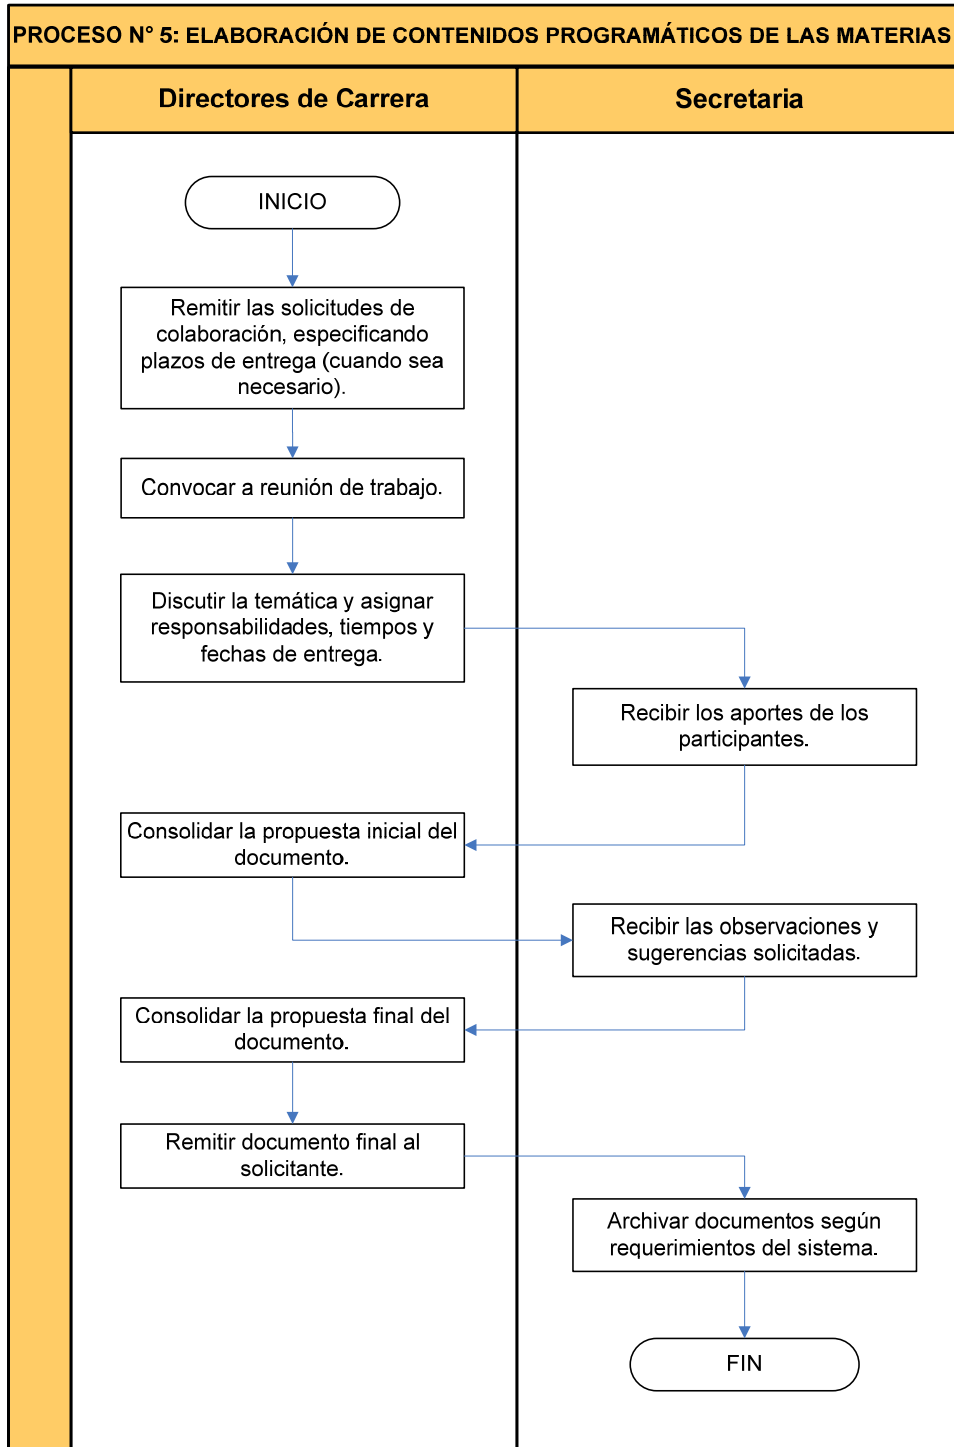 PROCESO N° 5: ELABORACIÓN DE CONTENIDOS PROGRAMÁTICOS DE LAS MATERIAS
Directores de Carrera
Secretaria
INICIO
Remitir las solicitudes de
colaboración, especificando
plazos de entrega (cuando sea
necesario).
Convocar a reunión de trabajo.
Discutir la temática y asignar
responsabilidades, tiempos y
fechas de entrega.
Recibir los aportes de los
participantes.
Consolidar la propuesta inicial del
documento.
Recibir las observaciones y
sugerencias solicitadas.
Consolidar la propuesta final del
documento.
Remitir documento final al
solicitante.
Archivar documentos según
requerimientos del sistema.
FIN